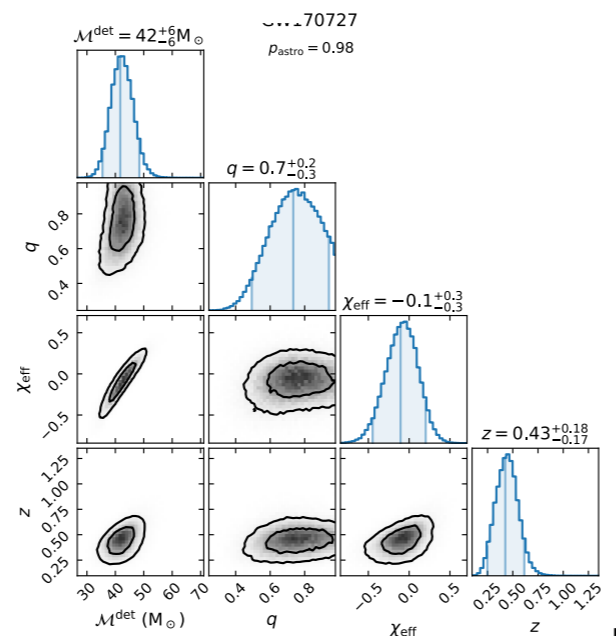 GW170727
p_astro = 0.98
ℳ^det = 42^{+6}_{-6} M_⊙
q = 0.7^{+0.2}_{-0.3}
χ_eff = −0.1^{+0.3}_{-0.3}
z = 0.43^{+0.18}_{-0.17}
q
0.8
0.6
0.4
χ_eff
0.5
0.0
−0.5
z
1.25
1.00
0.75
0.50
0.25
30 40 50 60 70
0.4 0.6 0.8
−0.5 0.0 0.5
0.25 0.50 0.75 1.00 1.25
ℳ^det (M_⊙)
q
χ_eff
z